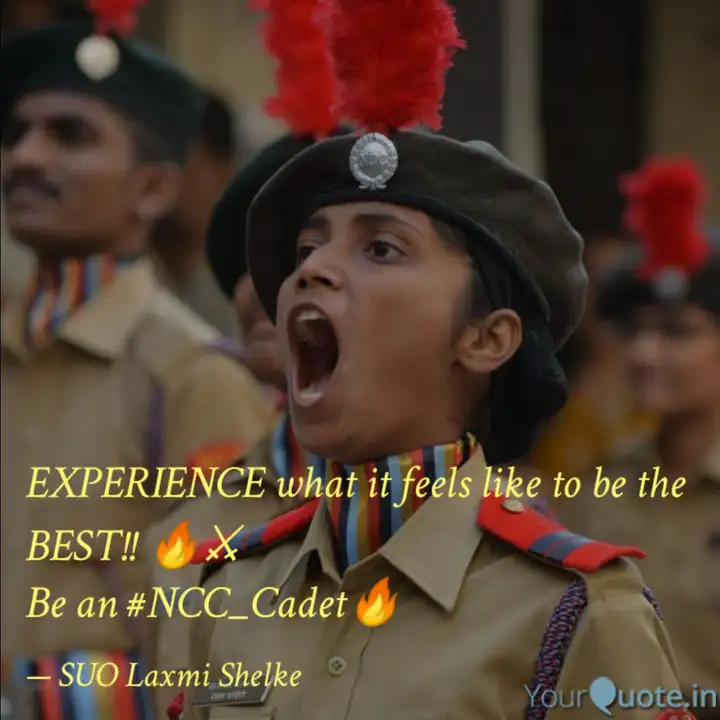 EXPERIENCE what it feels like to be the
BEST!! 🔥⚔
Be an #NCC_Cadet🔥
— SUO Laxmi Shelke
YourQuote.in